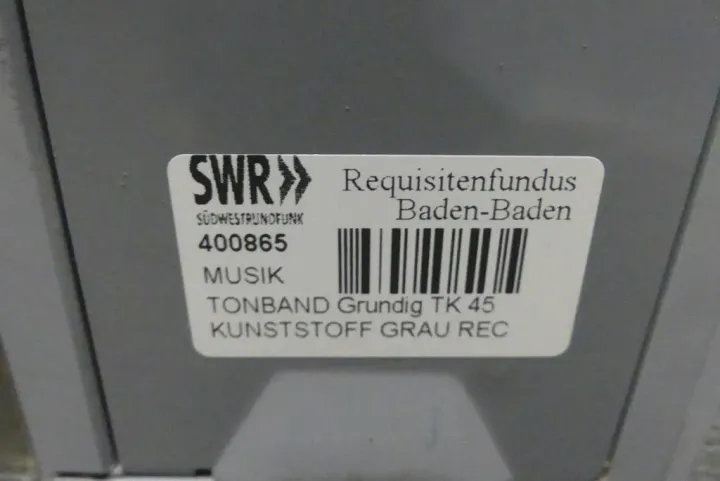 SWR»
SÜDWESTRUNDFUNK
Requisitenfundus
Baden-Baden
400865
MUSIK
TONBAND Grundig TK 45
KUNSTSTOFF GRAU REC